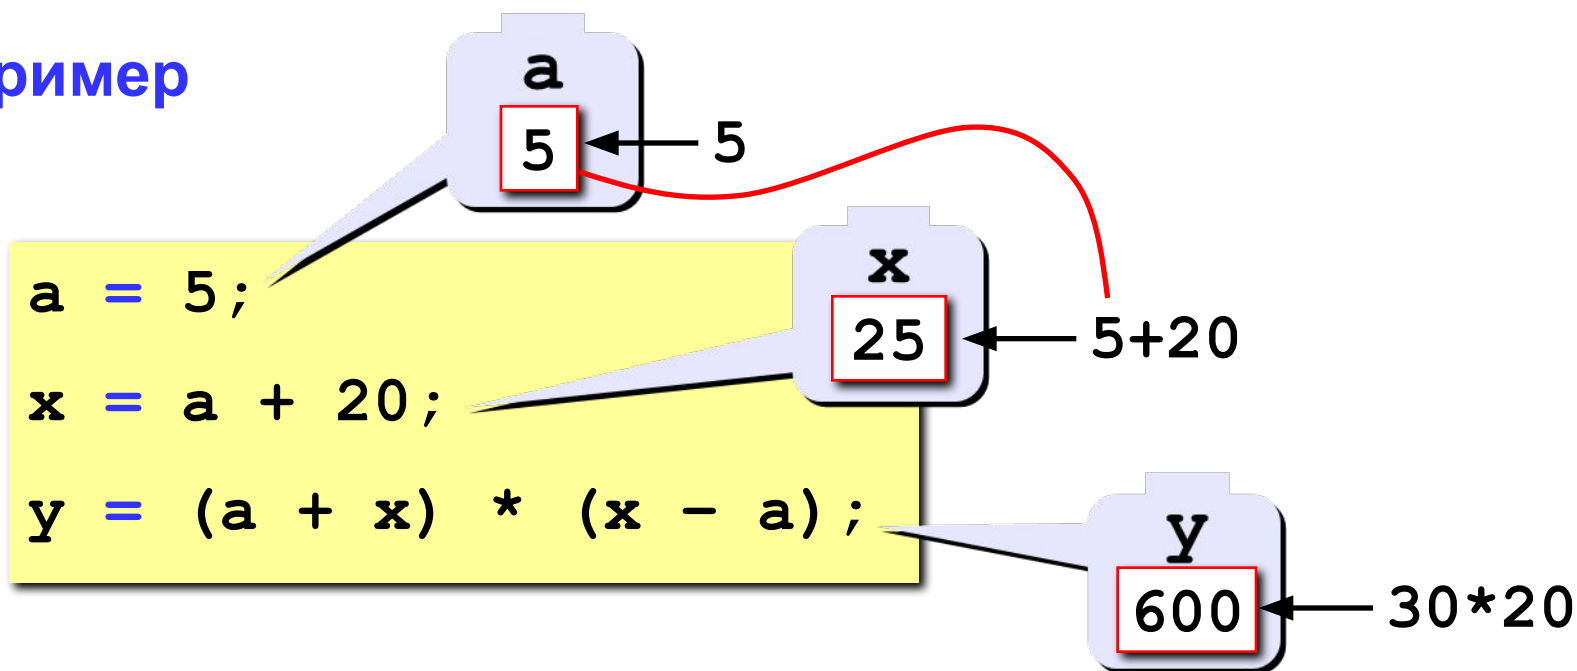 ример
a
5
5
a = 5;
x
25
5+20
x = a + 20;
y = (a + x) * (x - a);
y
600
30*20